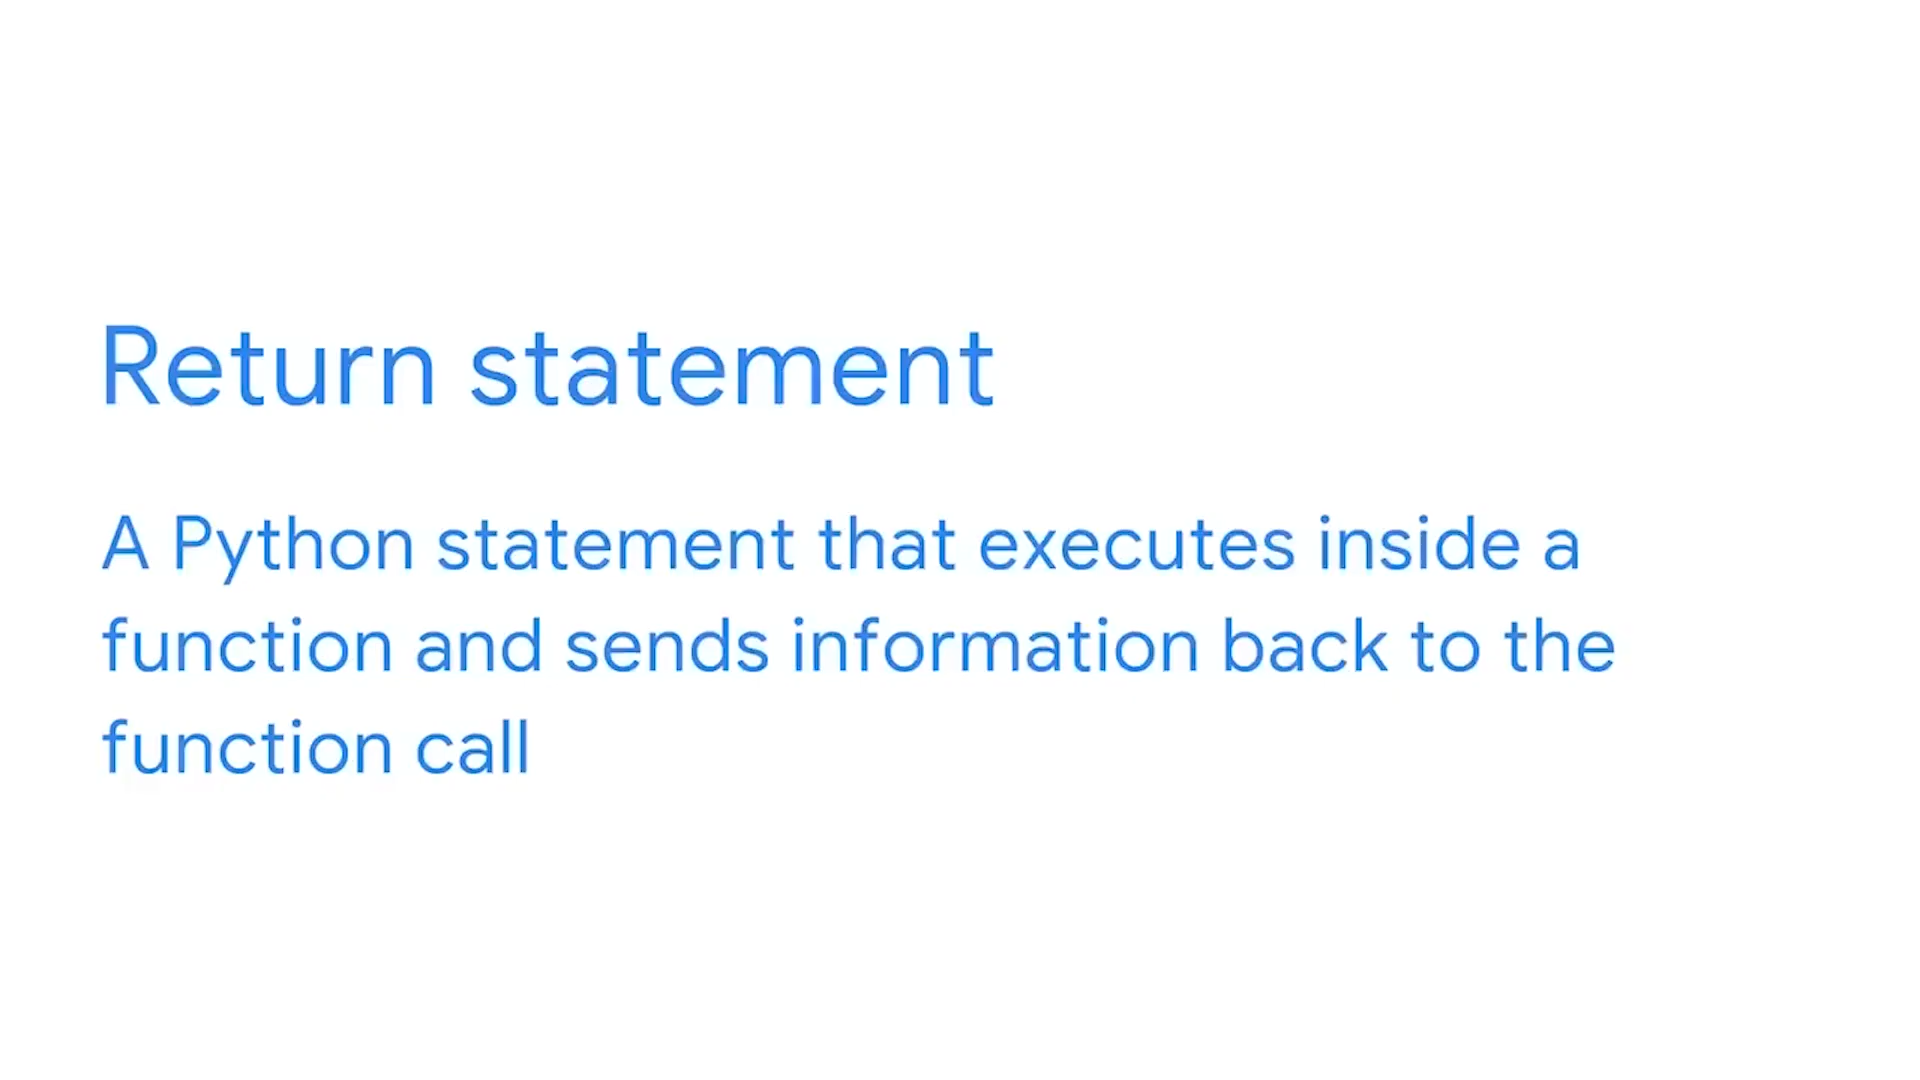 Return statement
A Python statement that executes inside a
function and sends information back to the
function call